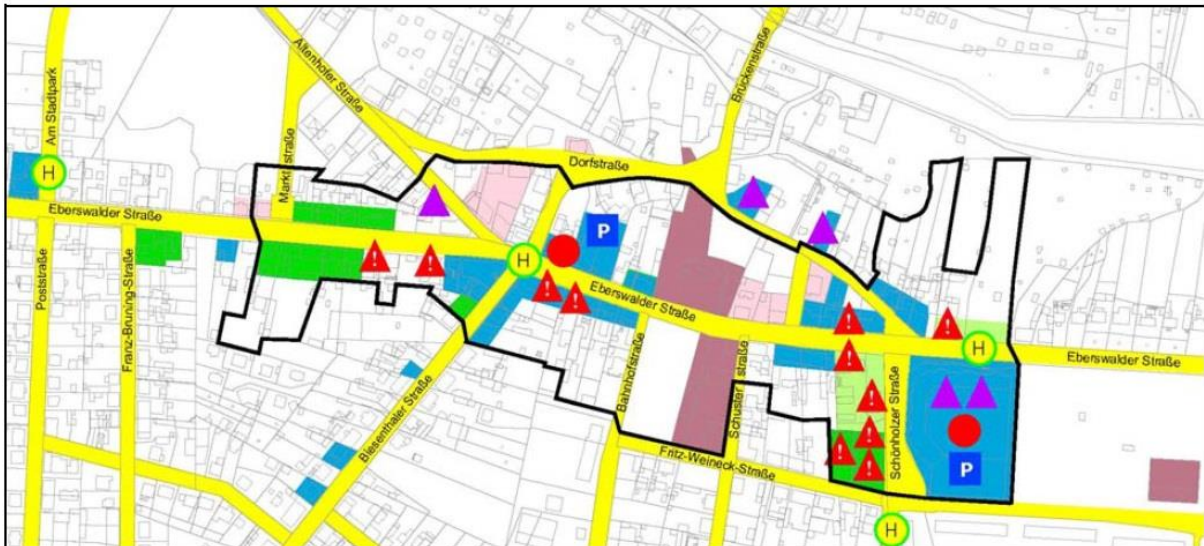 Am Stadtpark
H
Altenhofer Straße
Marktstraße
Brückenstraße
Dorfstraße
Eberswalder Straße
P
H
Eberswalder Straße
Poststraße
Franz-Bruning-Straße
Biesenthaler Straße
Bahnhofstraße
Schusterstraße
Schönholzer Straße
H
Eberswalder Straße
Fritz-Weineck-Straße
P
H
!
!
!
!
!
!
!
!
!
!
!